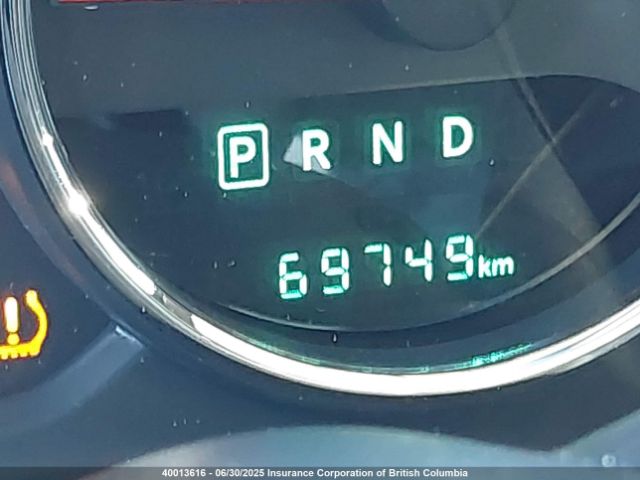 P R N D
69749km
40013616 - 06/30/2025 Insurance Corporation of British Columbia